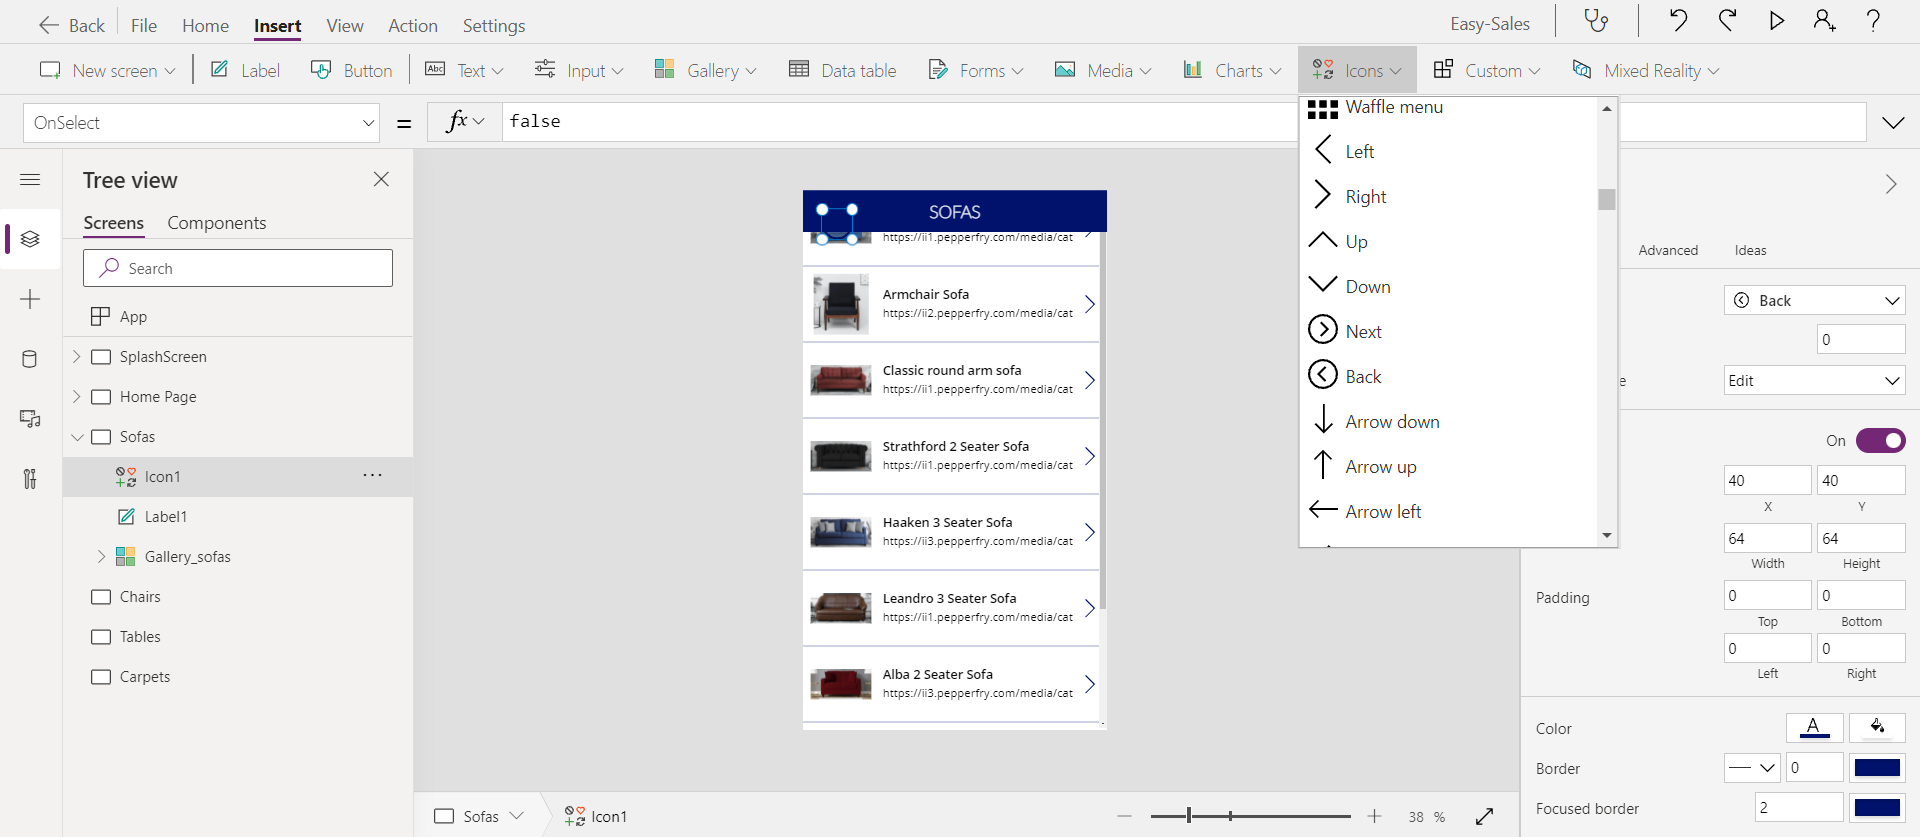 Back File Home Insert View Action Settings Easy-Sales ?
New screen Label Button Abc Text Input Gallery Data table Forms Media Charts Icons Custom Mixed Reality
OnSelect = fx false
Tree view
Screens Components
Search
App
SplashScreen
Home Page
Sofas
Icon1 ...
Label1
Gallery_sofas
Chairs
Tables
Carpets
SOFAS
https://ii1.pepperfry.com/media/cat
Armchair Sofa
https://ii2.pepperfry.com/media/cat
Classic round arm sofa
https://ii1.pepperfry.com/media/cat
Strathford 2 Seater Sofa
https://ii1.pepperfry.com/media/cat
Haaken 3 Seater Sofa
https://ii3.pepperfry.com/media/cat
Leandro 3 Seater Sofa
https://ii1.pepperfry.com/media/cat
Alba 2 Seater Sofa
https://ii3.pepperfry.com/media/cat
Waffle menu
Left
Right
Up
Down
Next
Back
Arrow down
Arrow up
Arrow left
Advanced Ideas
Back
0
e Edit
On
40 40
X Y
64 64
Width Height
Padding 0 0
Top Bottom
0 0
Left Right
Color A
Border 0
Focused border 2
Sofas Icon1 38 %